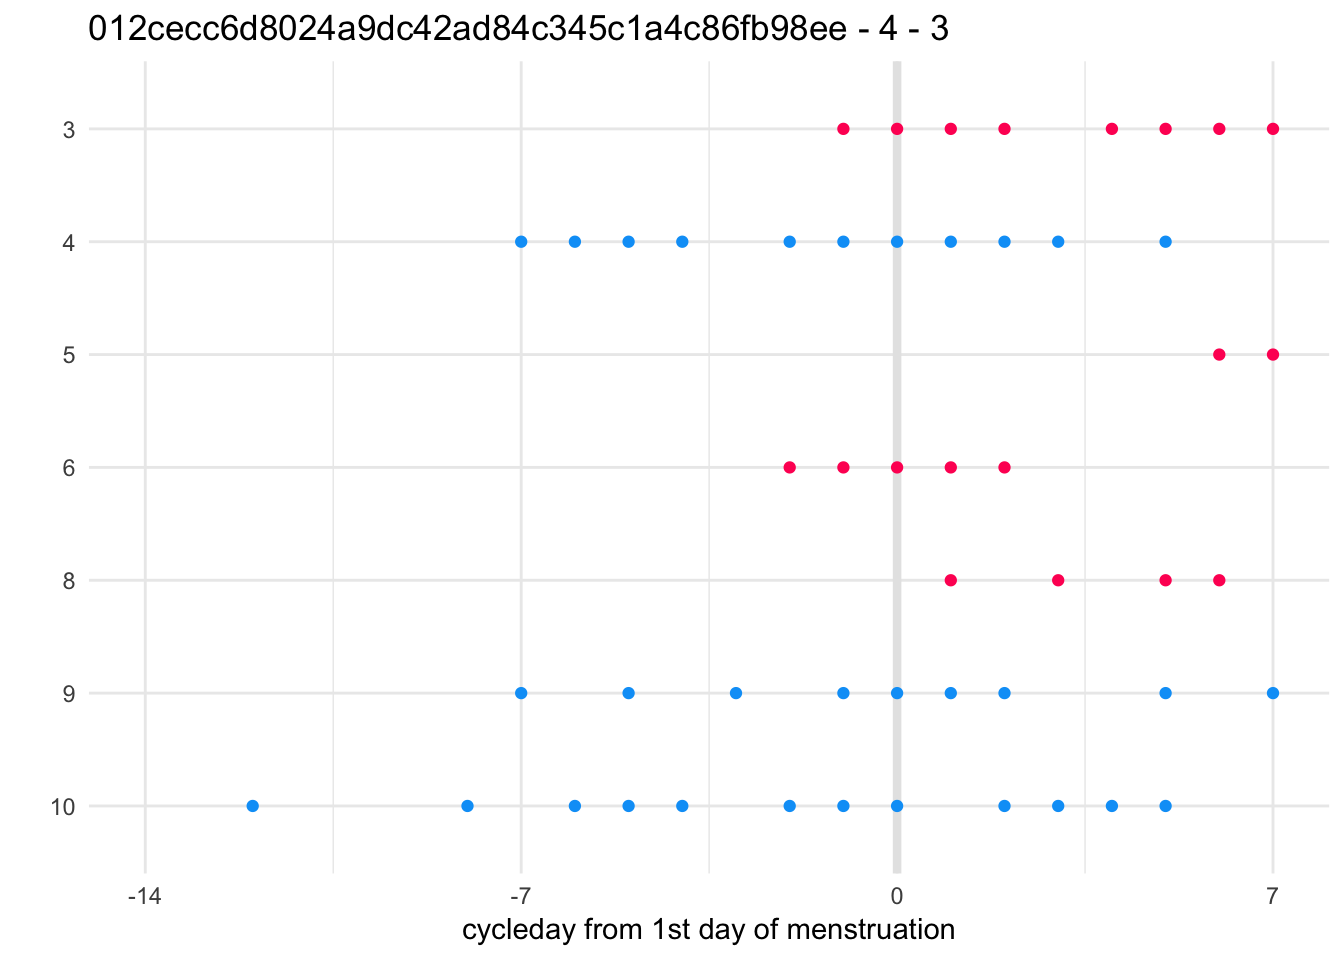 012cecc6d8024a9dc42ad84c345c1a4c86fb98ee - 4 - 3
3
4
5
6
8
9
10
-14 -7 0 7
cycleday from 1st day of menstruation